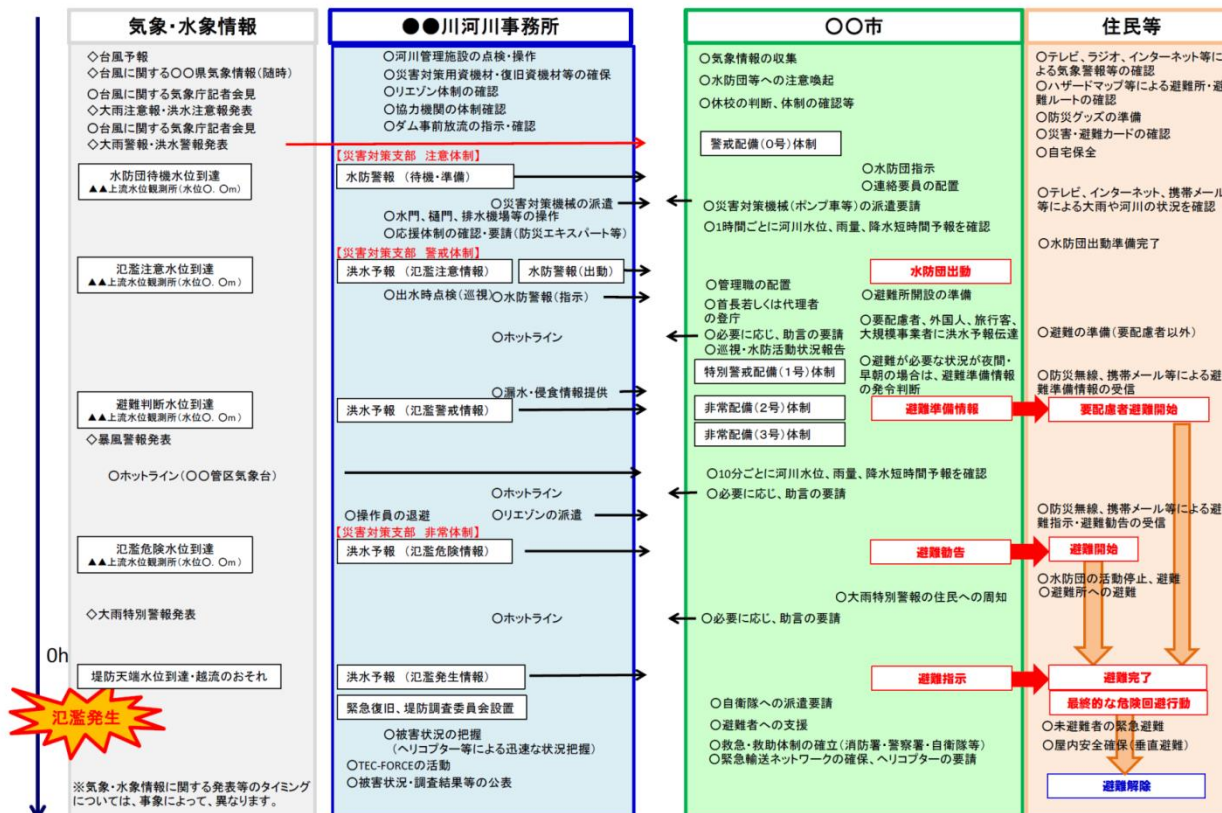 気象・水象情報
◇台風予報
◇台風に関する〇〇県気象情報(随時)
○台風に関する気象庁記者会見
◇大雨注意報・洪水注意報発表
○台風に関する気象庁記者会見
◇大雨警報・洪水警報発表
水防団待機水位到達
▲▲上流水位観測所(水位〇.〇m)
氾濫注意水位到達
▲▲上流水位観測所(水位〇.〇m)
避難判断水位到達
▲▲上流水位観測所(水位〇.〇m)
◇暴風警報発表
○ホットライン(〇〇管区気象台)
氾濫危険水位到達
▲▲上流水位観測所(水位〇.〇m)
◇大雨特別警報発表
0h
堤防天端水位到達・越流のおそれ
氾濫発生
※気象・水象情報に関する発表等のタイミング
については、事象によって、異なります。
●●川河川事務所
○河川管理施設の点検・操作
○災害対策用資機材・復旧資機材等の確保
○リエゾン体制の確認
○協力機関の体制確認
○ダム事前放流の指示・確認
【災害対策支部 注意体制】
水防警報 (待機・準備)
○災害対策機械の派遣
○水門、樋門、排水機場等の操作
○応援体制の確認・要請(防災エキスパート等)
【災害対策支部 警戒体制】
洪水予報 (氾濫注意情報)
水防警報(出動)
○出水時点検(巡視)
○水防警報(指示)
○ホットライン
○漏水・侵食情報提供
洪水予報 (氾濫警戒情報)
○ホットライン
○操作員の退避
○リエゾンの派遣
【災害対策支部 非常体制】
洪水予報 (氾濫危険情報)
○ホットライン
洪水予報 (氾濫発生情報)
緊急復旧、堤防調査委員会設置
○被害状況の把握
(ヘリコプター等による迅速な状況把握)
○TEC-FORCEの活動
○被害状況・調査結果等の公表
〇〇市
○気象情報の収集
○水防団等への注意喚起
○休校の判断、体制の確認等
警戒配備(0号)体制
○水防団指示
○連絡要員の配置
○災害対策機械(ポンプ車等)の派遣要請
○1時間ごとに河川水位、雨量、降水短時間予報を確認
水防団出動
○管理職の配置
○避難所開設の準備
○首長若しくは代理者
の登庁
○要配慮者、外国人、旅行客、
大規模事業者に洪水予報伝達
○必要に応じ、助言の要請
○巡視・水防活動状況報告
○避難が必要な状況が夜間・
早朝の場合は、避難準備情報
の発令判断
特別警戒配備(1号)体制
非常配備(2号)体制
避難準備情報
非常配備(3号)体制
○10分ごとに河川水位、雨量、降水短時間予報を確認
○必要に応じ、助言の要請
避難勧告
○大雨特別警報の住民への周知
○必要に応じ、助言の要請
避難指示
○自衛隊への派遣要請
○避難者への支援
○救急・救助体制の確立(消防署・警察署・自衛隊等)
○緊急輸送ネットワークの確保、ヘリコプターの要請
住民等
○テレビ、ラジオ、インターネット等に
よる気象警報等の確認
○ハザードマップ等による避難所・避
難ルートの確認
○防災グッズの準備
○災害・避難カードの確認
○自宅保全
○テレビ、インターネット、携帯メール
等による大雨や河川の状況を確認
○水防団出動準備完了
○避難の準備(要配慮者以外)
○防災無線、携帯メール等による避
難準備情報の受信
要配慮者避難開始
○防災無線、携帯メール等による避
難指示・避難勧告の受信
避難開始
○水防団の活動停止、避難
○避難所への避難
避難完了
最終的な危険回避行動
○未避難者の緊急避難
○屋内安全確保(垂直避難)
避難解除